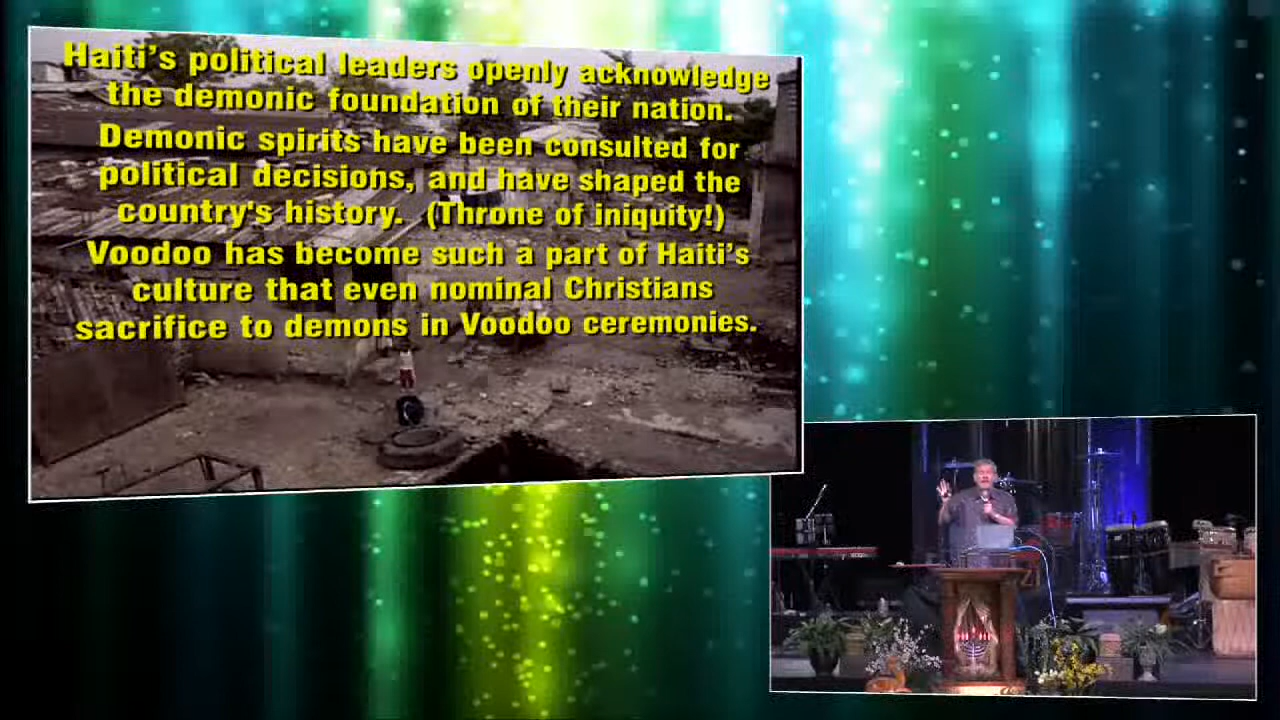 Haiti's political leaders openly acknowledge
the demonic foundation of their nation.
Demonic spirits have been consulted for
political decisions, and have shaped the
country's history. (Throne of iniquity!)
Voodoo has become such a part of Haiti's
culture that even nominal Christians
sacrifice to demons in Voodoo ceremonies.